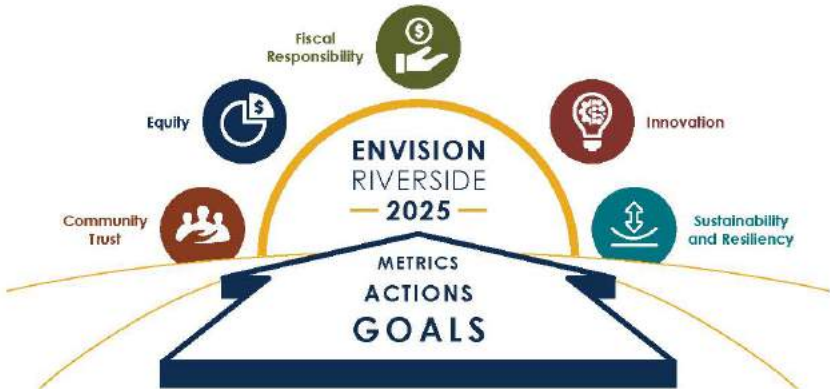 Fiscal
Responsibility
$
Equity
$
Innovation
Community
Trust
Sustainability
and Resiliency
ENVISION
RIVERSIDE
2025
METRICS
ACTIONS
GOALS